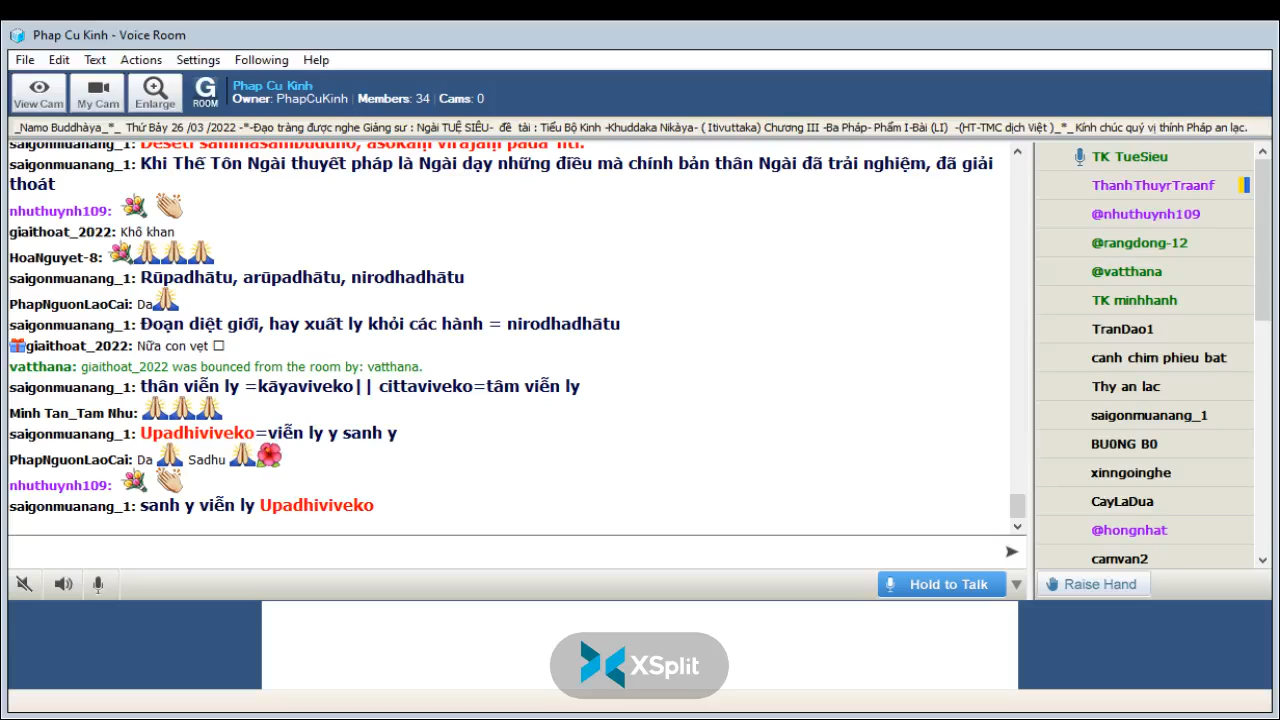 Phap Cu Kinh - Voice Room
File Edit Text Actions Settings Following Help
View Cam My Cam Enlarge G ROOM Phap Cu Kinh
Owner: PhapCuKinh | Members: 34 | Cams: 0
_Namo Buddhàya_*_ Thứ Bảy 26 /03 /2022 -*-Đạo tràng được nghe Giảng sư : Ngài TUỆ SIÊU- đề tài : Tiểu Bộ Kinh -Khuddaka Nikàya- ( Itivuttaka) Chương III -Ba Pháp- Phẩm I-Bài (LI) -(HT-TMC dịch Việt )_*_ Kính chúc quý vị thính Pháp an lạc.
saigonmuanang_1: Deseti sammāsambuddho, asokaṃ virajaṃ pada"nti.
saigonmuanang_1: Khi Thế Tôn Ngài thuyết pháp là Ngài dạy những điều mà chính bản thân Ngài đã trải nghiệm, đã giải
thoát
nhuthuynh109:
giaithoat_2022: Khô khan
HoaNguyet-8:
saigonmuanang_1: Rūpadhātu, arūpadhātu, nirodhadhātu
PhapNguonLaoCai: Da
saigonmuanang_1: Đoạn diệt giới, hay xuất ly khỏi các hành = nirodhadhātu
giaithoat_2022: Nữa con vẹt □
vatthana: giaithoat_2022 was bounced from the room by: vatthana.
saigonmuanang_1: thân viễn ly =kāyaviveko|| cittaviveko=tâm viễn ly
Minh Tan_Tam Nhu:
saigonmuanang_1: Upadhiviveko=viễn ly y sanh y
PhapNguonLaoCai: Da Sadhu
nhuthuynh109:
saigonmuanang_1: sanh y viễn ly Upadhiviveko
TK TueSieu
ThanhThuyrTraanf
@nhuthuynh109
@rangdong-12
@vatthana
TK minhhanh
TranDao1
canh chim phieu bat
Thy an lac
saigonmuanang_1
BU0NG B0
xinngoinghe
CayLaDua
@hongnhat
camvan2
Hold to Talk
Raise Hand
XSplit